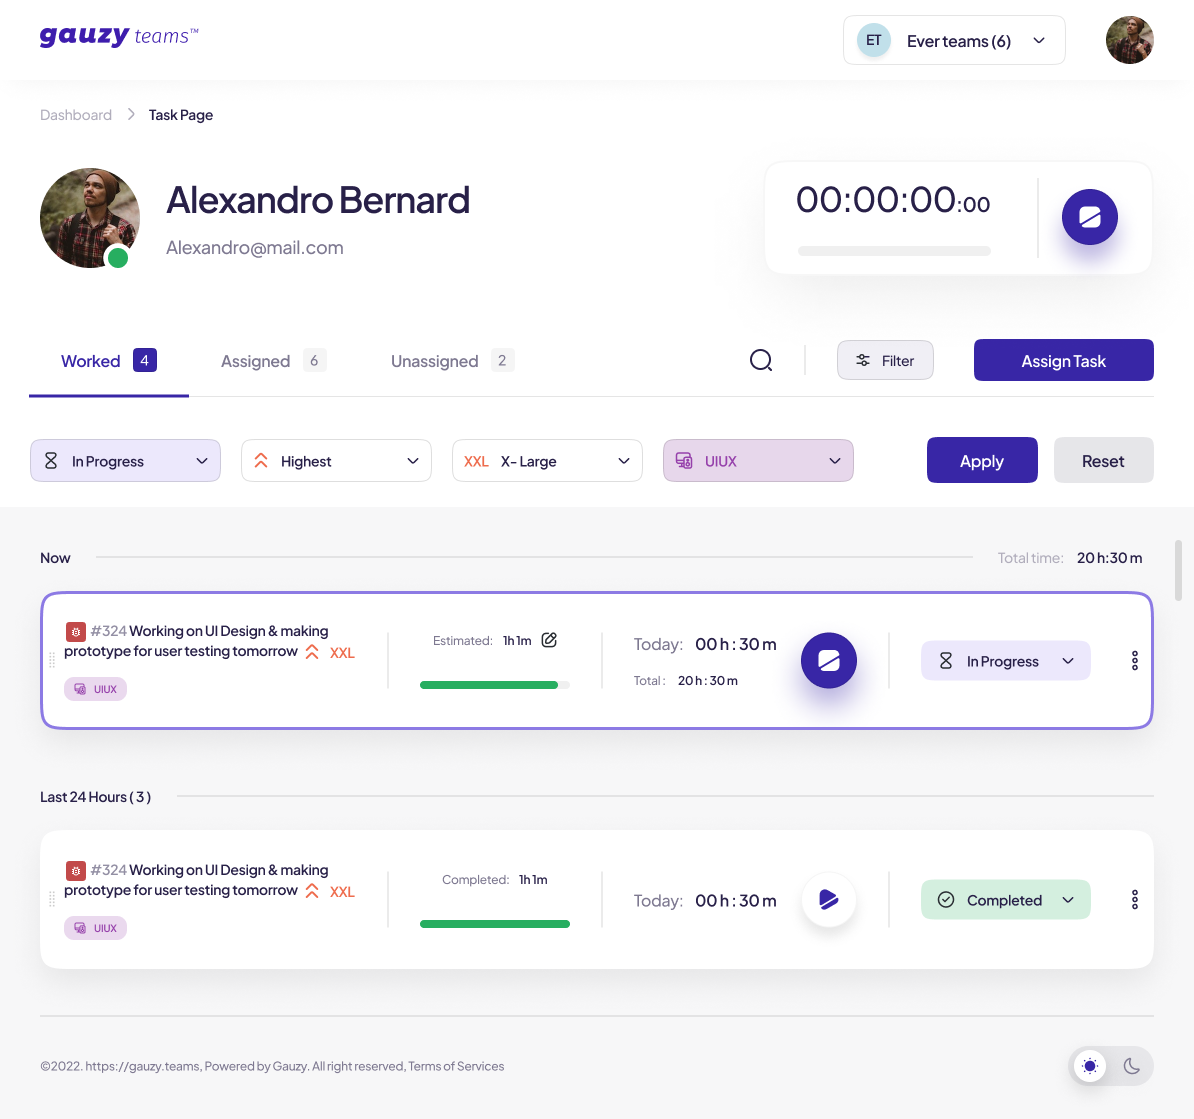 gauzy teams™
ET Ever teams (6)
Dashboard Task Page
Alexandro Bernard
Alexandro@mail.com
00:00:00:00
Worked 4 Assigned 6 Unassigned 2 Filter Assign Task
In Progress Highest XXL X- Large UIUX Apply Reset
Now Total time: 20 h:30 m
#324 Working on UI Design & making
prototype for user testing tomorrow XXL
UIUX
Estimated: 1h 1m
Today: 00 h : 30 m
Total : 20 h : 30 m
In Progress
Last 24 Hours ( 3 )
#324 Working on UI Design & making
prototype for user testing tomorrow XXL
UIUX
Completed: 1h 1m
Today: 00 h : 30 m
Completed
©2022. https://gauzy.teams, Powered by Gauzy. All right reserved, Terms of Services